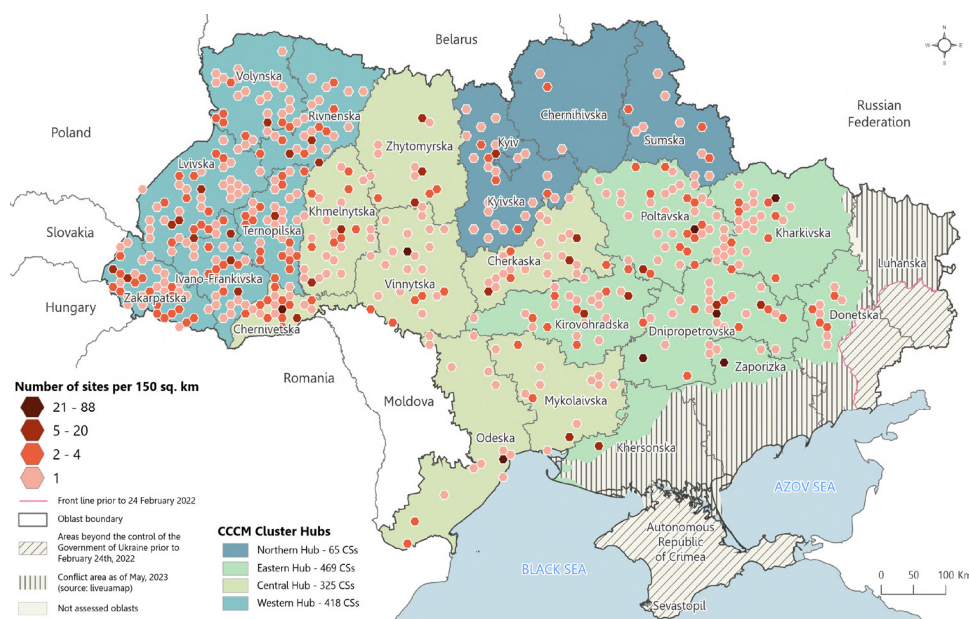 Belarus
N
W
E
S
Volynska
Rivnenska
Chernihivska
Russian
Federation
Poland
Zhytomyrska
Kyiv
Sumska
Lvivska
Kyivska
Khmelnytska
Poltavska
Kharkivska
Ternopilska
Slovakia
Cherkaska
Luhanska
Ivano-Frankivska
Vinnytska
Zakarpatska
Hungary
Kirovohradska
Donetska
Chernivetska
Dnipropetrovska
Zaporizka
Romania
Moldova
Mykolaivska
Odeska
Khersonska
AZOV SEA
Autonomous
Republic
of Crimea
BLACK SEA
Sevastopil
Number of sites per 150 sq. km
21 - 88
5 - 20
2 - 4
1
Front line prior to 24 February 2022
Oblast boundary
Areas beyond the control of the
Government of Ukraine prior to
February 24th, 2022
Conflict area as of May, 2023
(source: liveuamap)
Not assessed oblasts
CCCM Cluster Hubs
Northern Hub - 65 CSs
Eastern Hub - 469 CSs
Central Hub - 325 CSs
Western Hub - 418 CSs
0 50 100 Km